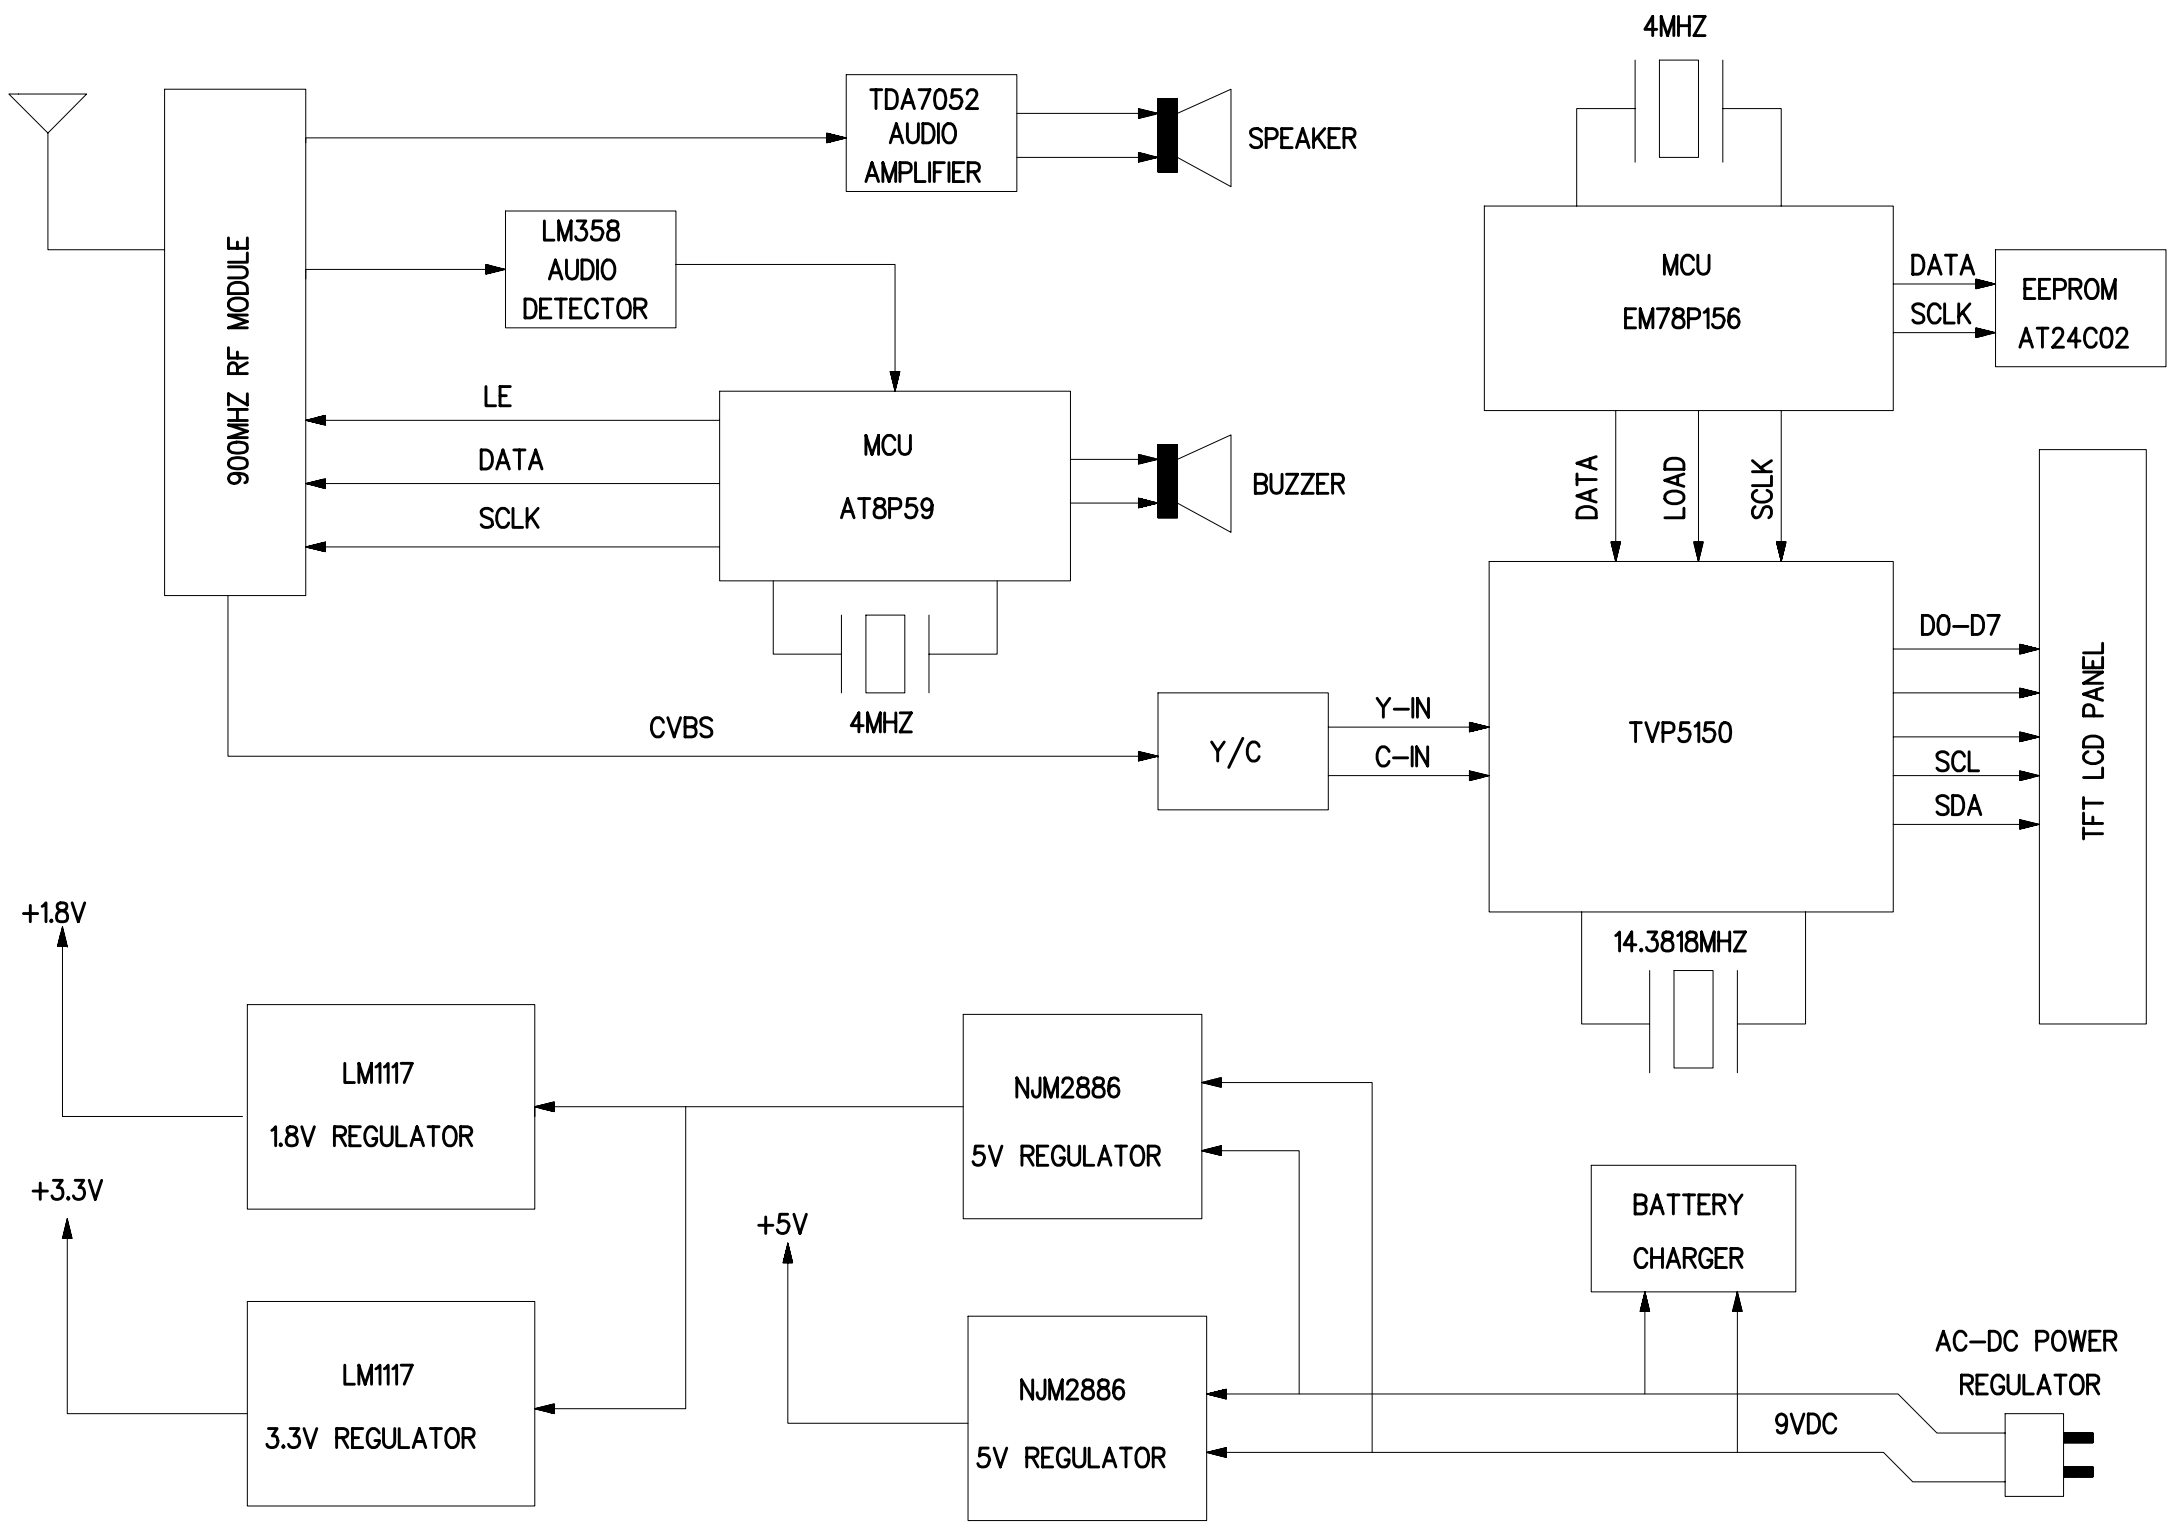 4MHZ
TDA7052
AUDIO
AMPLIFIER
SPEAKER
900MHZ RF MODULE
LM358
AUDIO
DETECTOR
MCU
EM78P156
DATA
SCLK
EEPROM
AT24C02
LE
DATA
SCLK
MCU
AT8P59
BUZZER
4MHZ
DATA
LOAD
SCLK
CVBS
Y/C
Y-IN
C-IN
TVP5150
D0-D7
SCL
SDA
TFT LCD PANEL
14.3818MHZ
+1.8V
LM1117
1.8V REGULATOR
NJM2886
5V REGULATOR
+3.3V
LM1117
3.3V REGULATOR
+5V
NJM2886
5V REGULATOR
BATTERY
CHARGER
AC-DC POWER
REGULATOR
9VDC